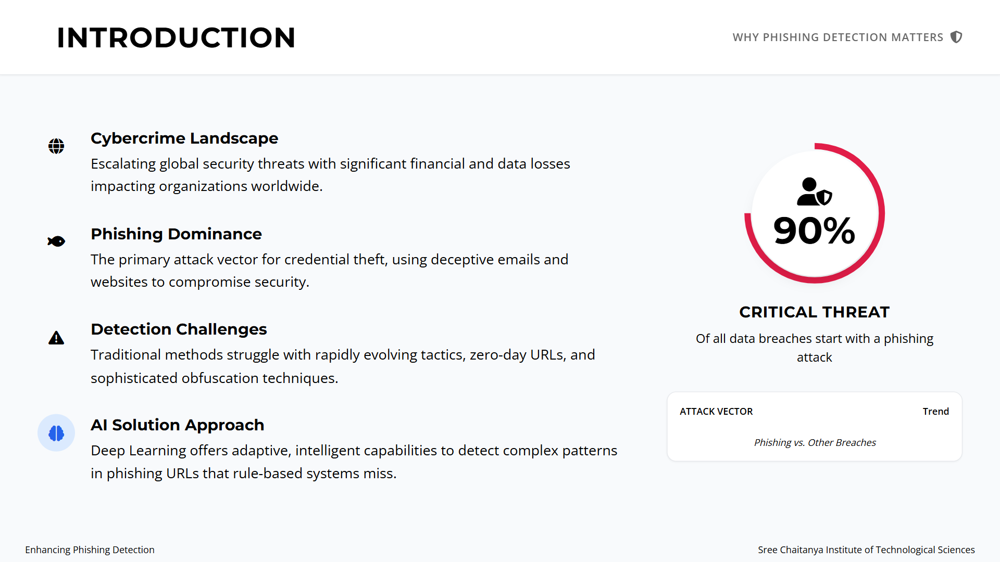 INTRODUCTION
WHY PHISHING DETECTION MATTERS
Cybercrime Landscape
Escalating global security threats with significant financial and data losses
impacting organizations worldwide.
Phishing Dominance
The primary attack vector for credential theft, using deceptive emails and
websites to compromise security.
Detection Challenges
Traditional methods struggle with rapidly evolving tactics, zero-day URLs, and
sophisticated obfuscation techniques.
AI Solution Approach
Deep Learning offers adaptive, intelligent capabilities to detect complex patterns
in phishing URLs that rule-based systems miss.
90%
CRITICAL THREAT
Of all data breaches start with a phishing
attack
ATTACK VECTOR
Trend
Phishing vs. Other Breaches
Enhancing Phishing Detection
Sree Chaitanya Institute of Technological Sciences